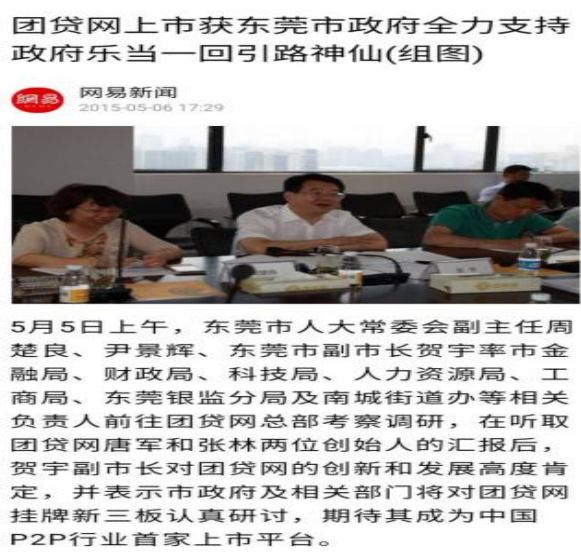 团贷网上市获东莞市政府全力支持
政府乐当一回引路神仙(组图)
網易
网易新闻
2015-05-06 17:29
5月5日上午，东莞市人大常委会副主任周
楚良、尹景辉、东莞市副市长贺宇率市金
融局、财政局、科技局、人力资源局、工
商局、东莞银监分局及南城街道办等相关
负责人前往团贷网总部考察调研，在听取
团贷网唐军和张林两位创始人的汇报后，
贺宇副市长对团贷网的创新和发展高度肯
定，并表示市政府及相关部门将对团贷网
挂牌新三板认真研讨，期待其成为中国
P2P行业首家上市平台。